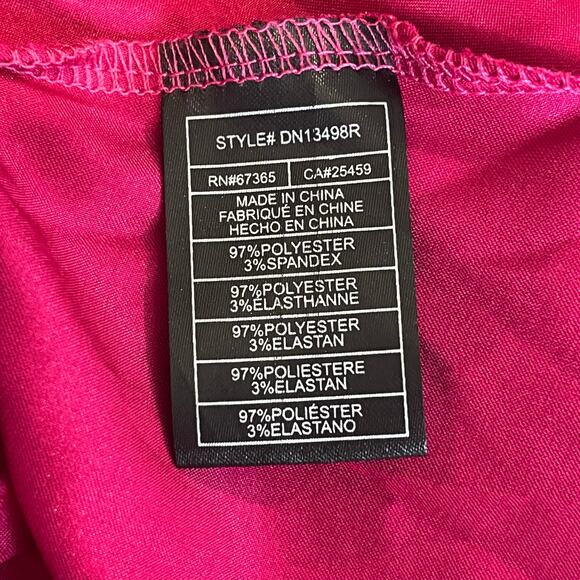 STYLE# DN13498R
RN#67365 CA#25459
MADE IN CHINA
FABRIQUÉ EN CHINE
HECHO EN CHINA
97%POLYESTER
3%SPANDEX
97%POLYESTER
3%ÉLASTHANNE
97%POLYESTER
3%ELASTAN
97%POLIESTERE
3%ELASTAN
97%POLIÉSTER
3%ELASTANO